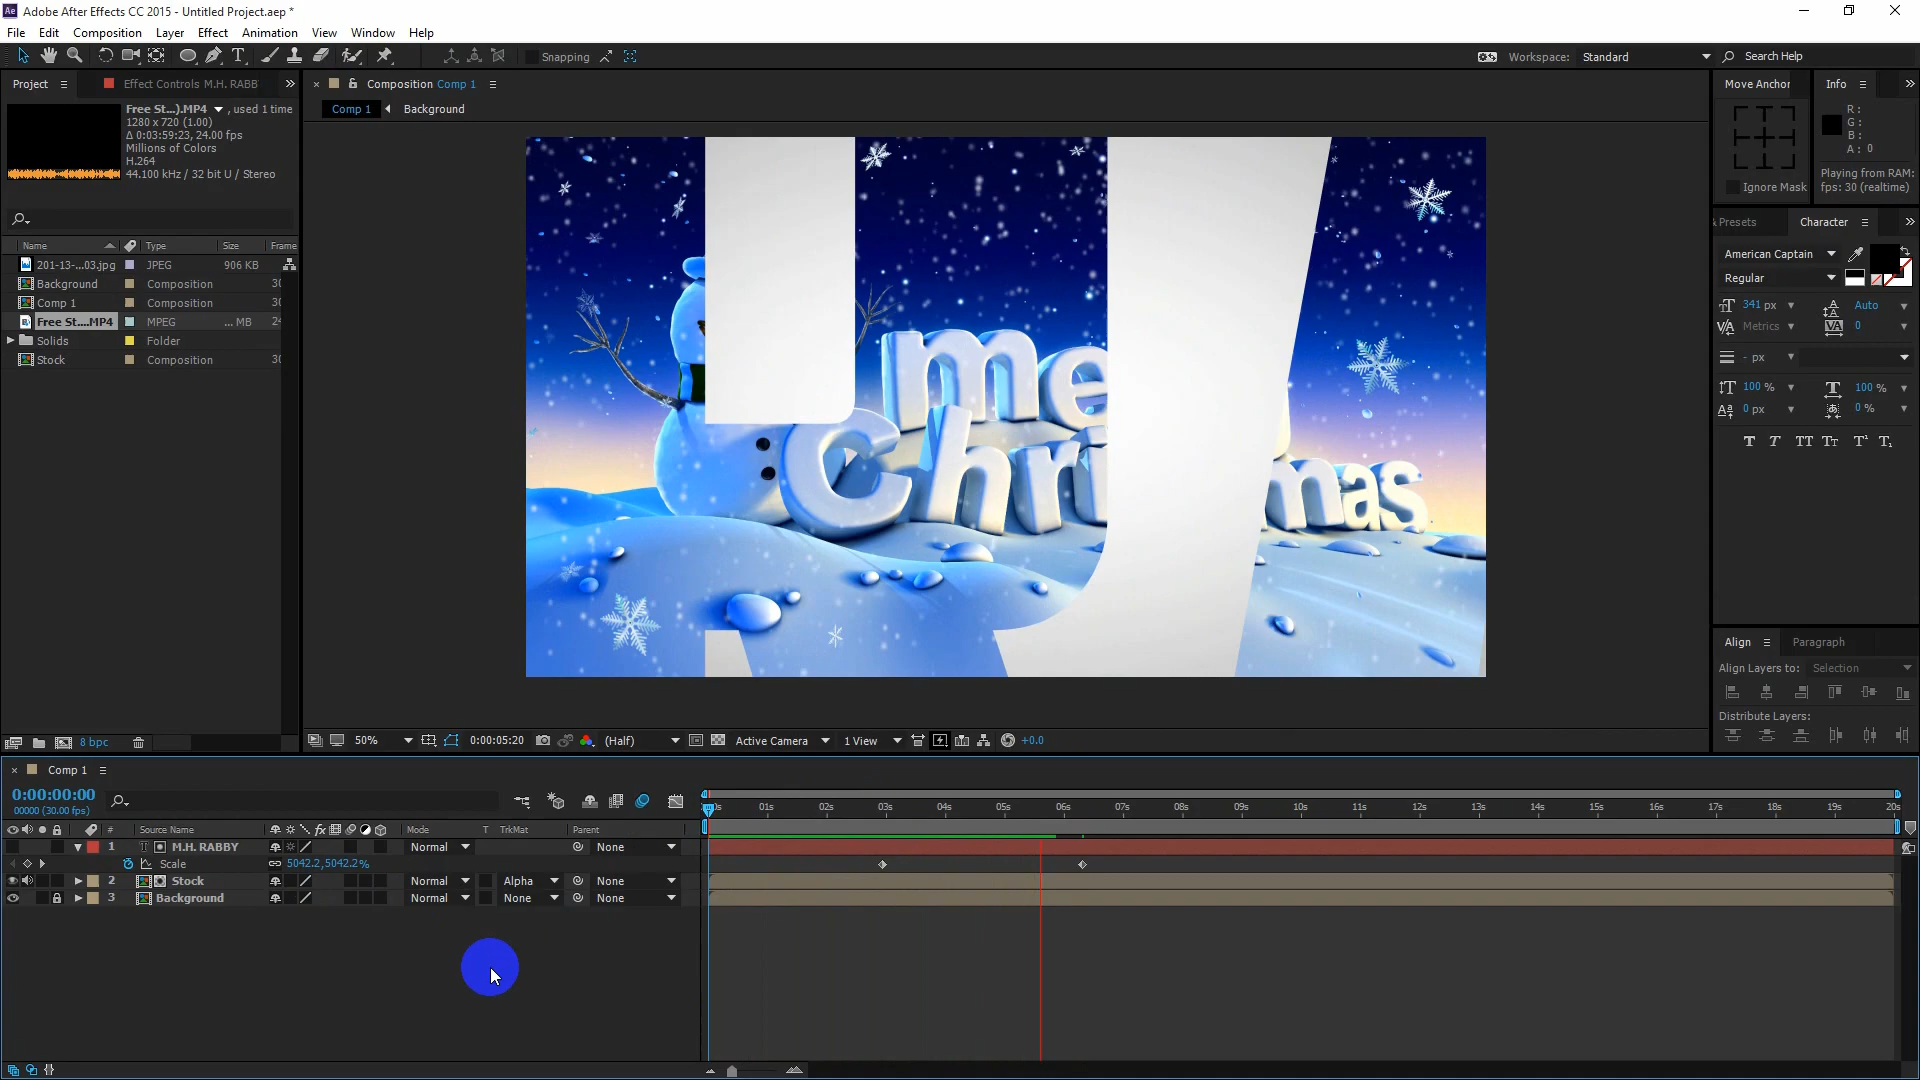 Adobe After Effects CC 2015 - Untitled Project.aep *
File Edit Composition Layer Effect Animation View Window Help
Snapping
Workspace: Standard
Search Help
Project
Effect Controls M.H. RABB
Free St...).MP4 , used 1 time
1280 x 720 (1.00)
Δ 0:03:59:23, 24.00 fps
Millions of Colors
H.264
44.100 kHz / 32 bit U / Stereo
Name Type Size Frame
201-13-...03.jpg JPEG 906 KB
Background Composition 30
Comp 1 Composition 30
Free St....MP4 MPEG ... MB 24
Solids Folder
Stock Composition 30
8 bpc
Composition Comp 1
Comp 1 Background
me
Chri mas
50% 0:00:05:20 (Half) Active Camera 1 View +0.0
Move Anchor
Ignore Mask
Info
R :
G :
B :
A : 0
Playing from RAM:
fps: 30 (realtime)
& Presets Character
American Captain
Regular
341 px Auto
Metrics 0
- px
100 % 100 %
0 px 0 %
Align Paragraph
Align Layers to: Selection
Distribute Layers:
Comp 1
0:00:00:00
00000 (30.00 fps)
01s 02s 03s 04s 05s 06s 07s 08s 09s 10s 11s 12s 13s 14s 15s 16s 17s 18s 19s 20s
# Source Name Mode T TrkMat Parent
1 M.H. RABBY Normal None
Scale 5042.2,5042.2%
2 Stock Normal Alpha None
3 Background Normal None None